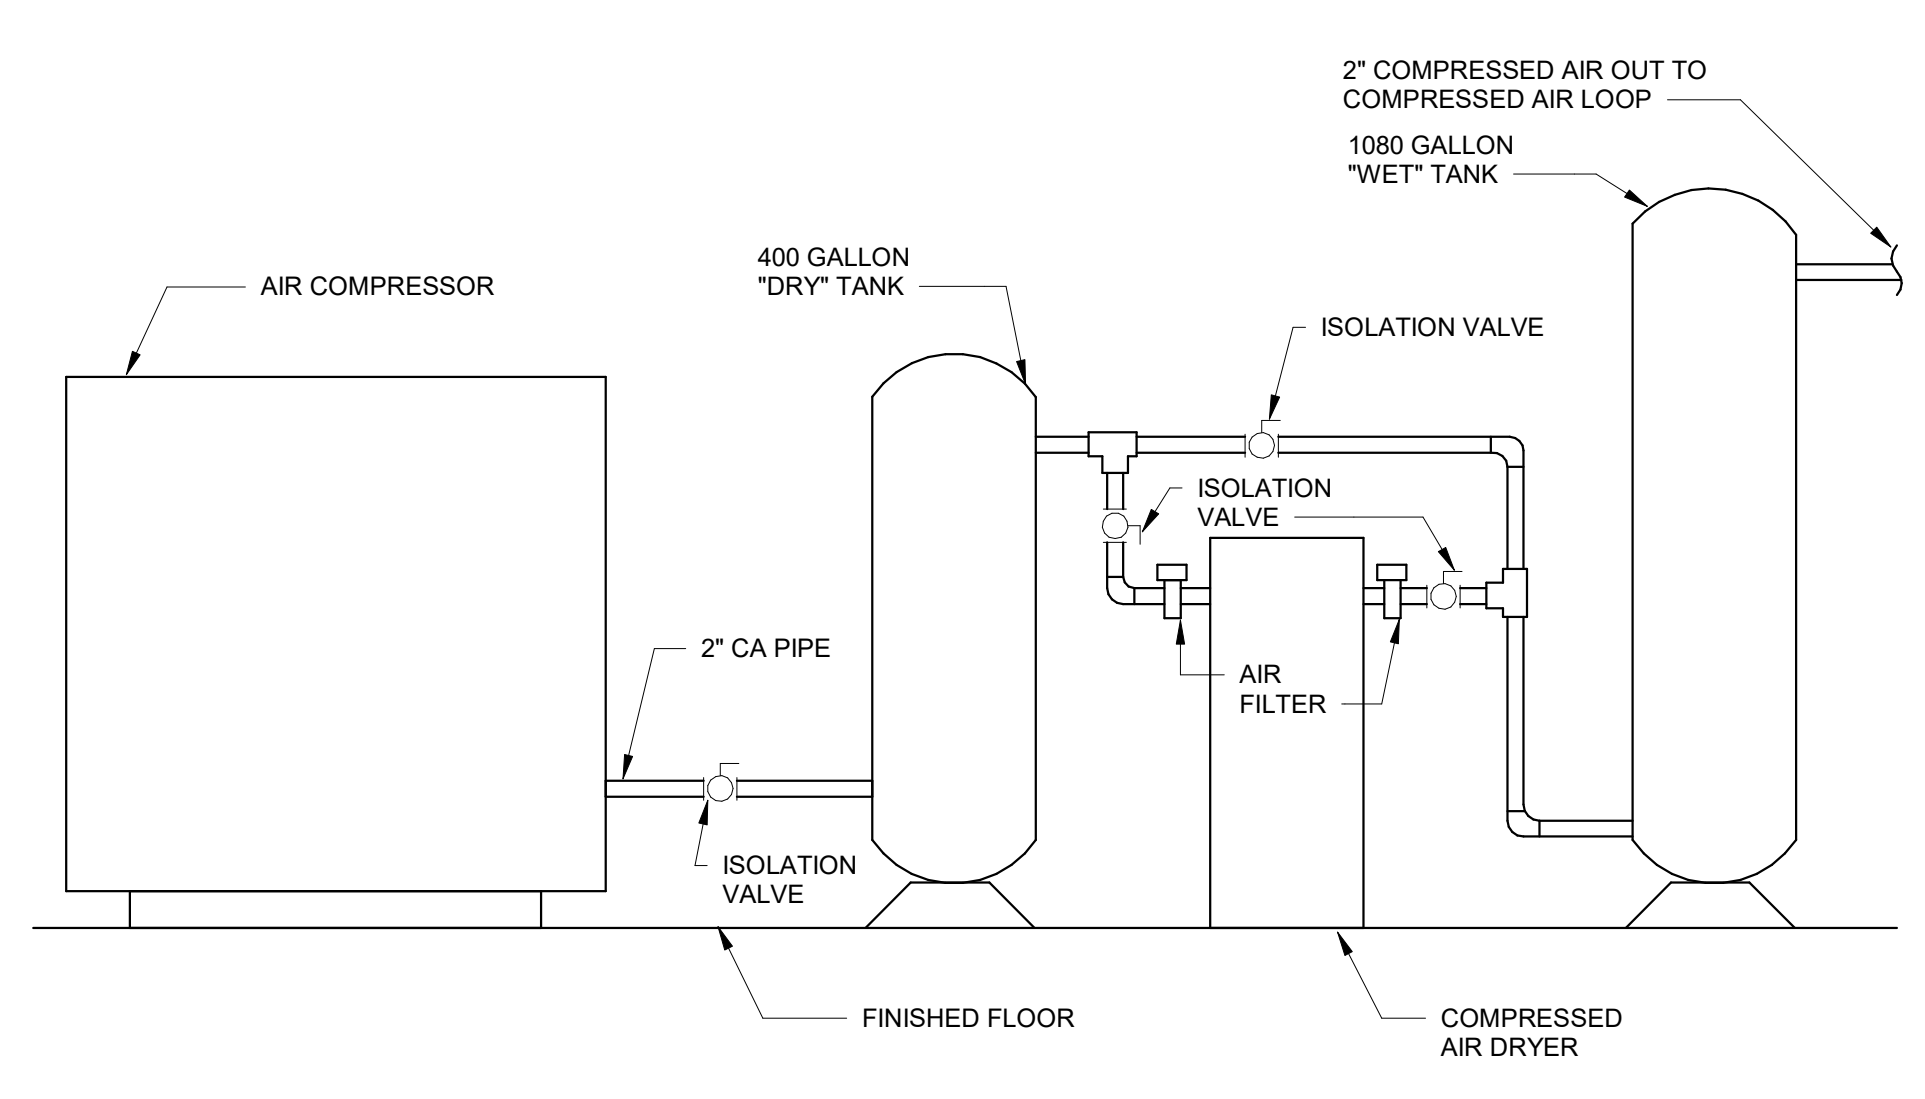 2" COMPRESSED AIR OUT TO
COMPRESSED AIR LOOP
1080 GALLON
"WET" TANK
400 GALLON
"DRY" TANK
AIR COMPRESSOR
ISOLATION VALVE
ISOLATION
VALVE
2" CA PIPE
AIR
FILTER
ISOLATION
VALVE
FINISHED FLOOR
COMPRESSED
AIR DRYER